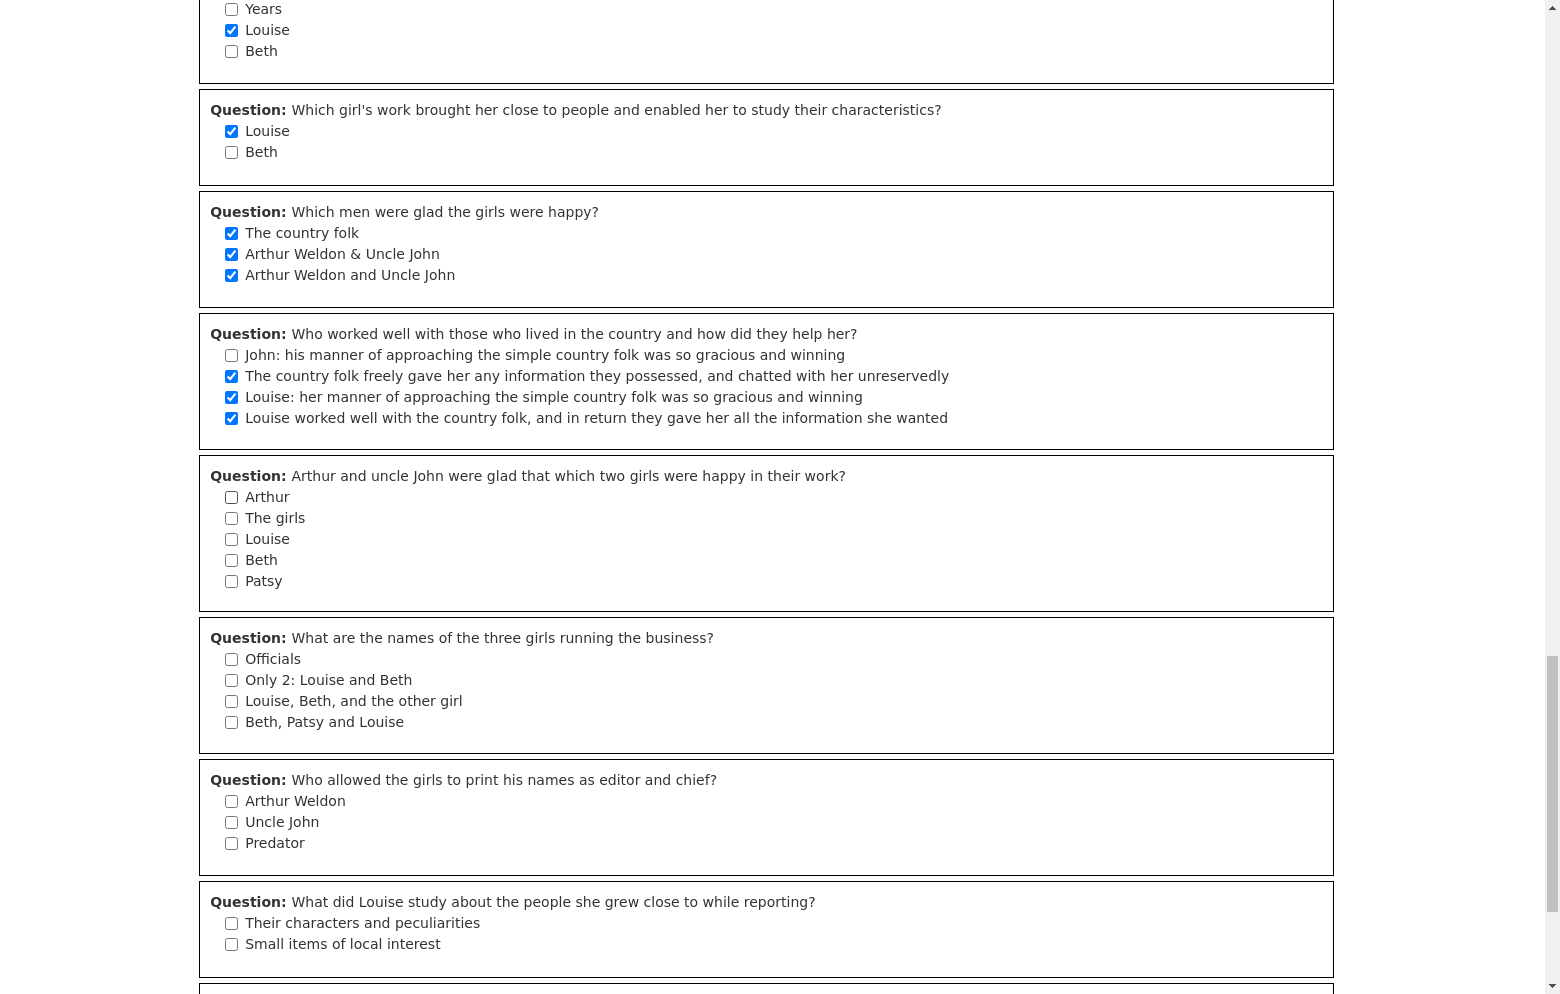 Years
Louise
Beth
Question: Which girl's work brought her close to people and enabled her to study their characteristics?
Louise
Beth
Question: Which men were glad the girls were happy?
The country folk
Arthur Weldon & Uncle John
Arthur Weldon and Uncle John
Question: Who worked well with those who lived in the country and how did they help her?
John: his manner of approaching the simple country folk was so gracious and winning
The country folk freely gave her any information they possessed, and chatted with her unreservedly
Louise: her manner of approaching the simple country folk was so gracious and winning
Louise worked well with the country folk, and in return they gave her all the information she wanted
Question: Arthur and uncle John were glad that which two girls were happy in their work?
Arthur
The girls
Louise
Beth
Patsy
Question: What are the names of the three girls running the business?
Officials
Only 2: Louise and Beth
Louise, Beth, and the other girl
Beth, Patsy and Louise
Question: Who allowed the girls to print his names as editor and chief?
Arthur Weldon
Uncle John
Predator
Question: What did Louise study about the people she grew close to while reporting?
Their characters and peculiarities
Small items of local interest